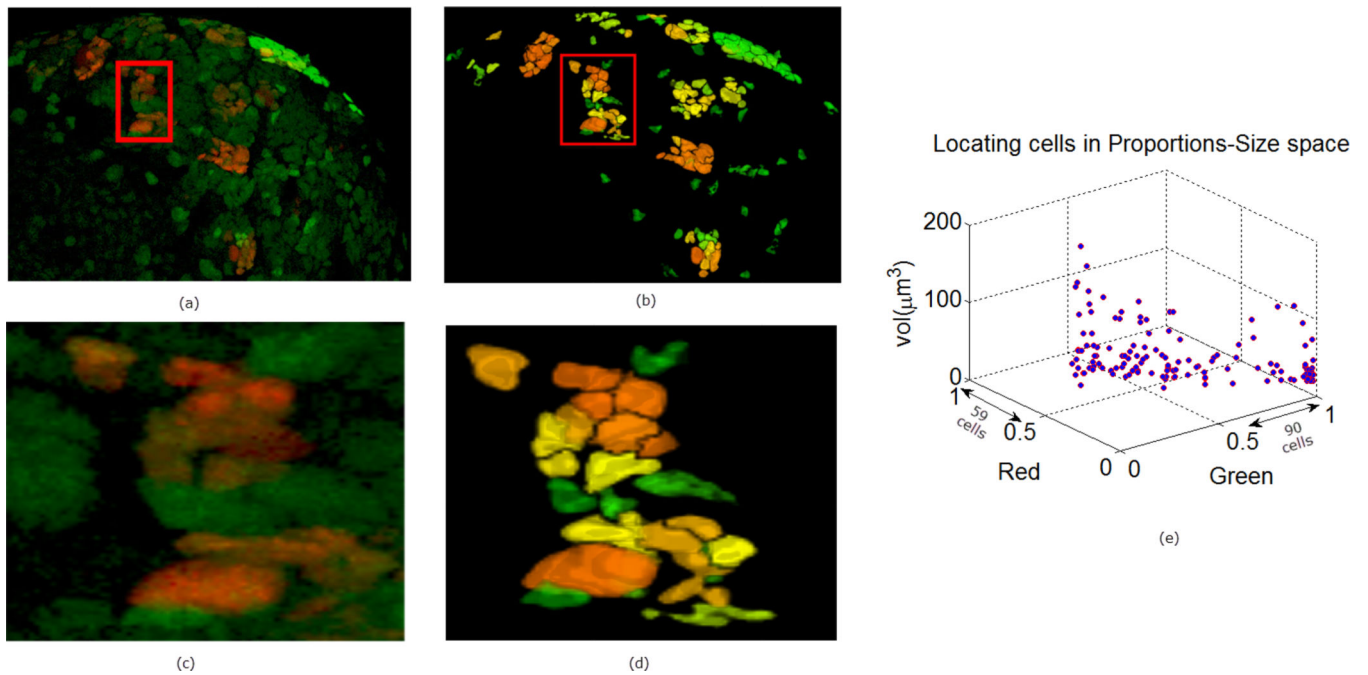 (a)
(b)
(c)
(d)
Locating cells in Proportions-Size space
200
100
0
vol(μm³)
1
0.5
0
59
cells
Red
0
0.5
1
90
cells
Green
(e)